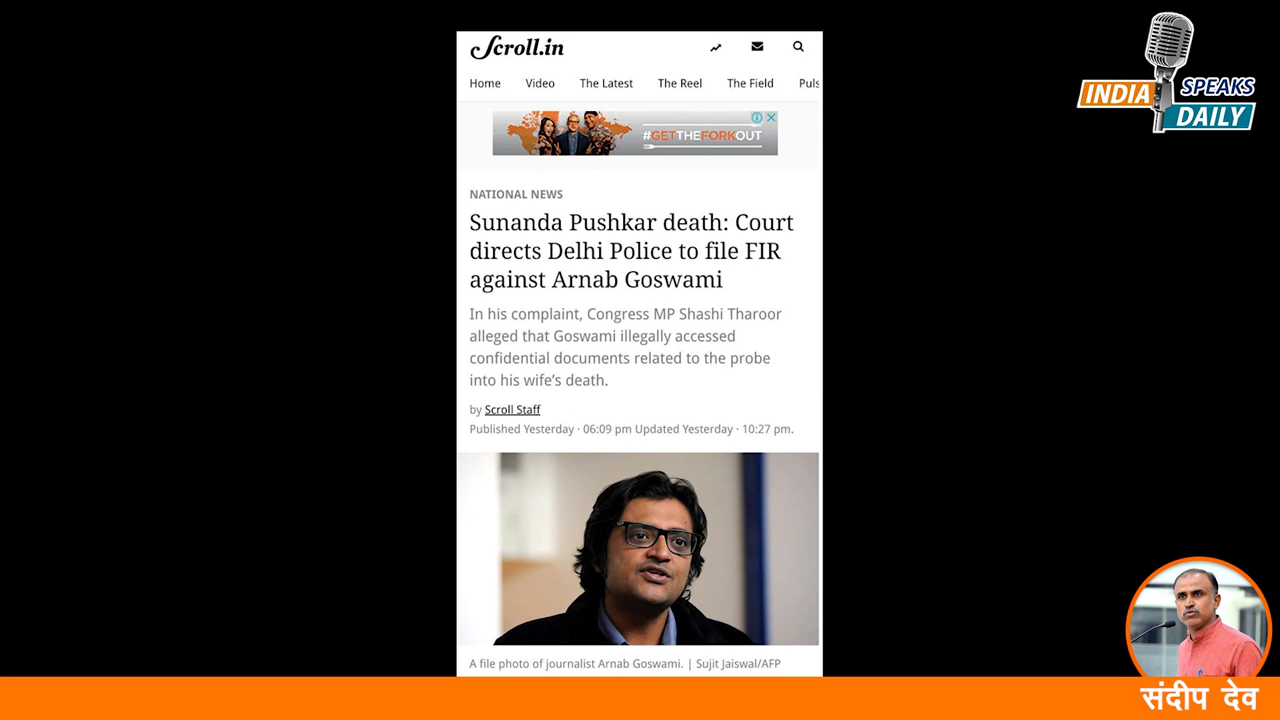 Scroll.in
INDIA SPEAKS
DAILY
Home Video The Latest The Reel The Field Puls
#GETTHEFORKOUT
NATIONAL NEWS
Sunanda Pushkar death: Court
directs Delhi Police to file FIR
against Arnab Goswami
In his complaint, Congress MP Shashi Tharoor
alleged that Goswami illegally accessed
confidential documents related to the probe
into his wife’s death.
by Scroll Staff
Published Yesterday · 06:09 pm Updated Yesterday · 10:27 pm.
A file photo of journalist Arnab Goswami. | Sujit Jaiswal/AFP
संदीप देव